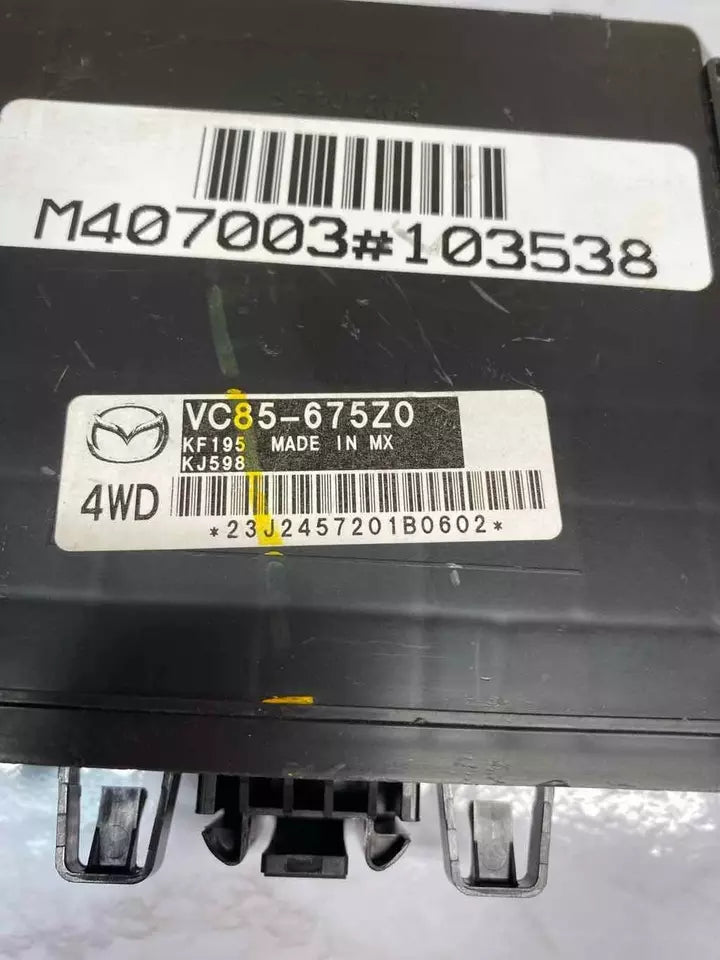 M407003#103538
VC85-675Z0
KF195 MADE IN MX
KJ598
4WD
*23J2457201B0602*